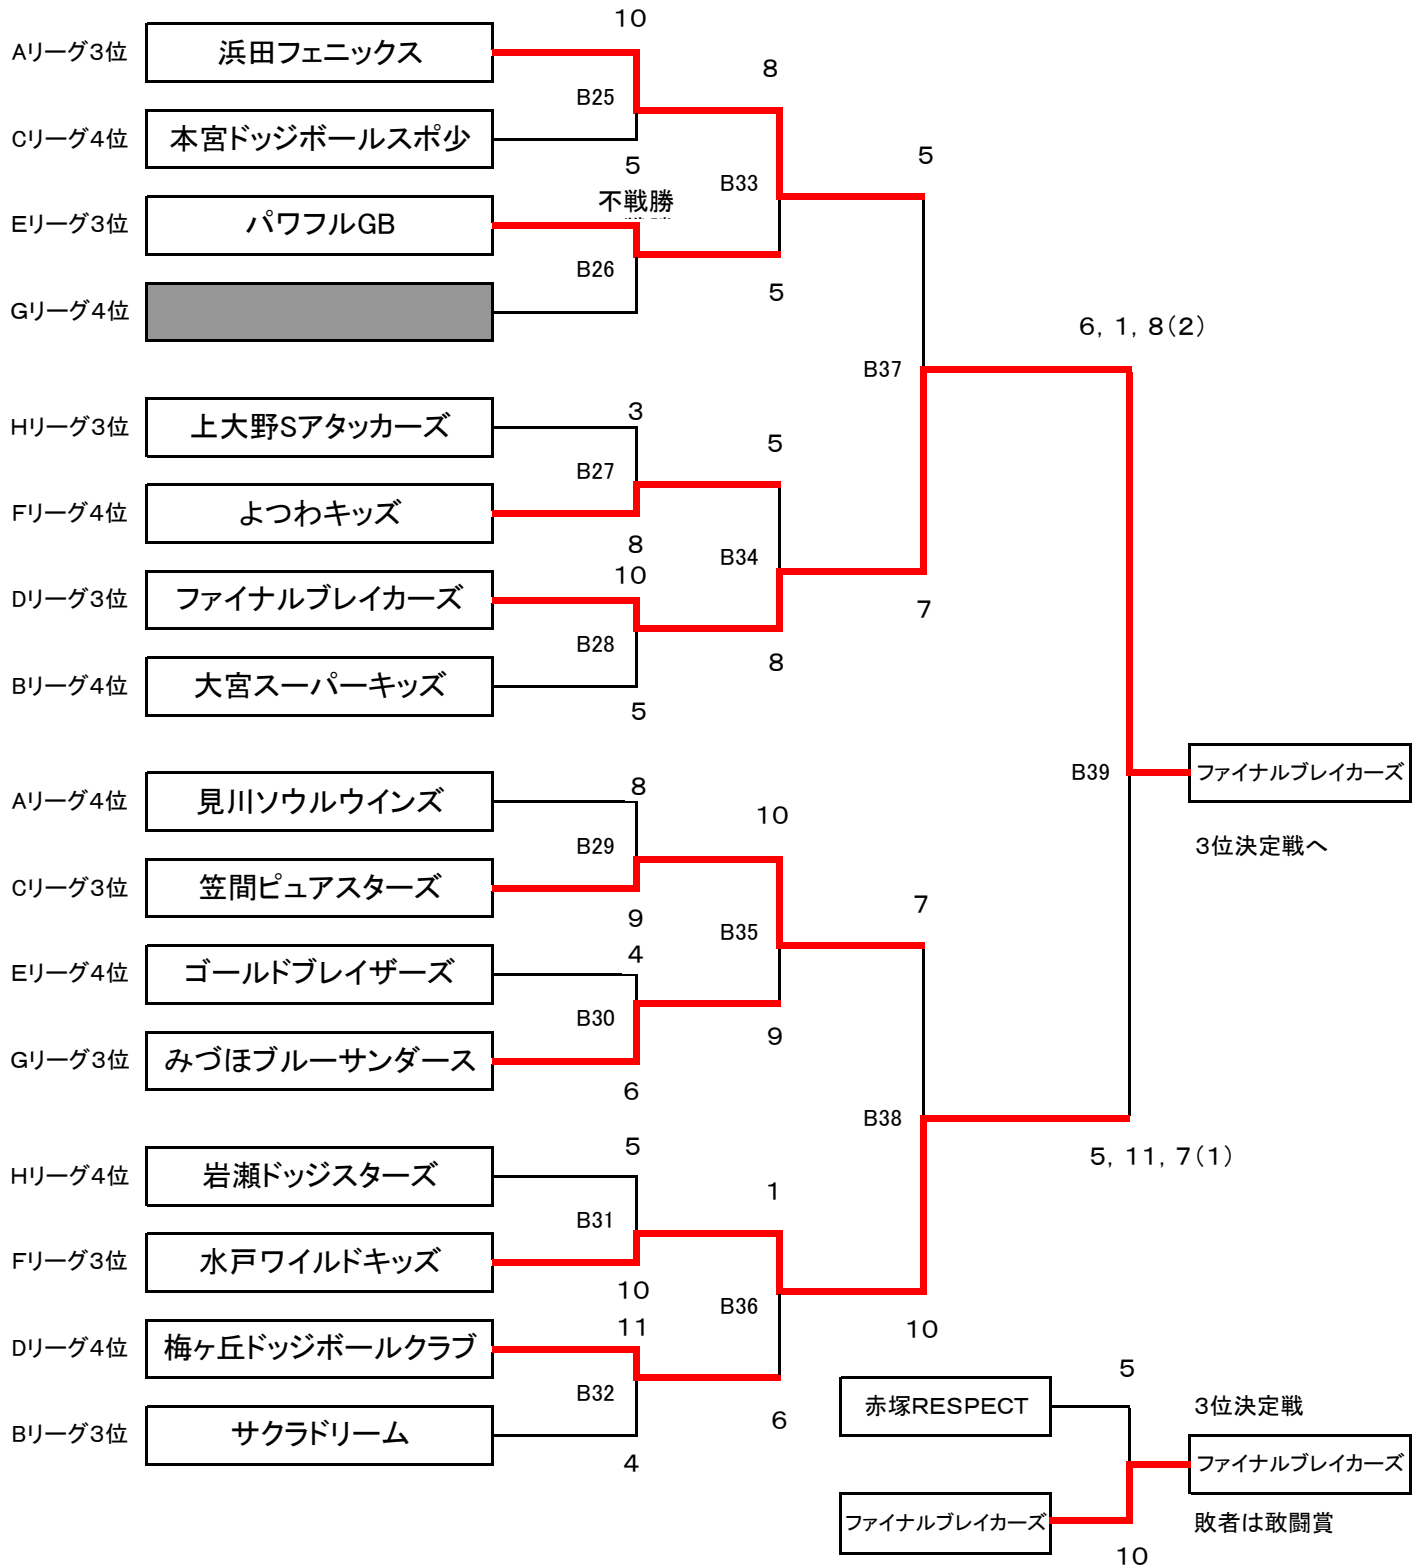 10
Aリーグ3位
浜田フェニックス
8
B25
Cリーグ4位
本宮ドッジボールスポ少
5
5
B33
不戦勝
Eリーグ3位
パワフルGB
B26
5
Gリーグ4位
6, 1, 8(2)
B37
3
Hリーグ3位
上大野Sアタッカーズ
5
B27
Fリーグ4位
よつわキッズ
8
B34
10
Dリーグ3位
ファイナルブレイカーズ
7
B28
8
Bリーグ4位
大宮スーパーキッズ
5
B39
ファイナルブレイカーズ
8
Aリーグ4位
見川ソウルウインズ
10
B29
3位決定戦へ
Cリーグ3位
笠間ピュアスターズ
7
9
B35
4
Eリーグ4位
ゴールドブレイザーズ
B30
9
Gリーグ3位
みづほブルーサンダース
6
B38
5
5, 11, 7(1)
Hリーグ4位
岩瀬ドッジスターズ
1
B31
Fリーグ3位
水戸ワイルドキッズ
10
B36
11
10
Dリーグ4位
梅ヶ丘ドッジボールクラブ
5
B32
赤塚RESPECT
3位決定戦
6
Bリーグ3位
サクラドリーム
4
ファイナルブレイカーズ
ファイナルブレイカーズ
敗者は敢闘賞
10